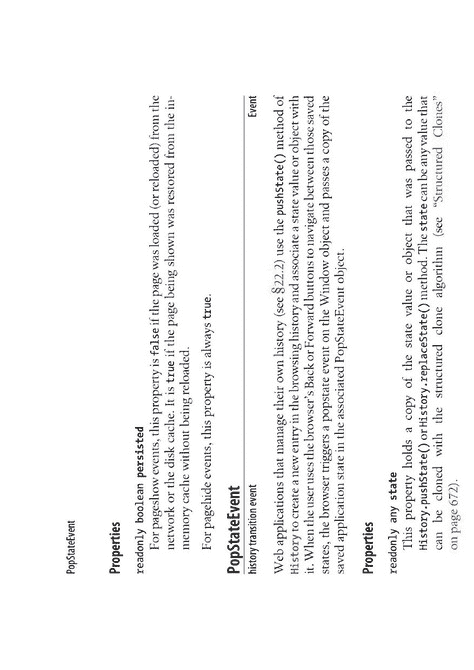 PopStateEvent
Properties
readonly boolean persisted
For pageshow events, this property is false if the page was loaded (or reloaded) from the
network or the disk cache. It is true if the page being shown was restored from the in-
memory cache without being reloaded.
For pagehide events, this property is always true.
PopStateEvent
history transition event Event
Web applications that manage their own history (see §22.2) use the pushState() method of
History to create a new entry in the browsing history and associate a state value or object with
it. When the user uses the browser's Back or Forward buttons to navigate between those saved
states, the browser triggers a popstate event on the Window object and passes a copy of the
saved application state in the associated PopStateEvent object.
Properties
readonly any state
This property holds a copy of the state value or object that was passed to the
History.pushState() or History.replaceState() method. The state can be any value that
can be cloned with the structured clone algorithm (see “Structured Clones”
on page 672).